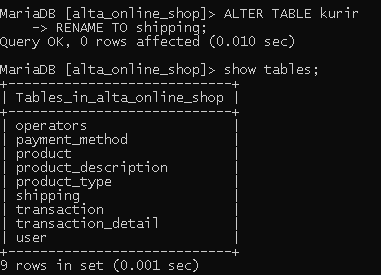 MariaDB [alta_online_shop]> ALTER TABLE kurir
    -> RENAME TO shipping;
Query OK, 0 rows affected (0.010 sec)
MariaDB [alta_online_shop]> show tables;
+----------------------------+
| Tables_in_alta_online_shop |
+----------------------------+
| operators                  |
| payment_method             |
| product                    |
| product_description        |
| product_type               |
| shipping                   |
| transaction                |
| transaction_detail         |
| user                       |
+----------------------------+
9 rows in set (0.001 sec)